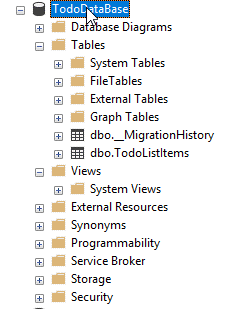 TodoDataBase
Database Diagrams
Tables
System Tables
FileTables
External Tables
Graph Tables
dbo.__MigrationHistory
dbo.TodoListItems
Views
System Views
External Resources
Synonyms
Programmability
Service Broker
Storage
Security